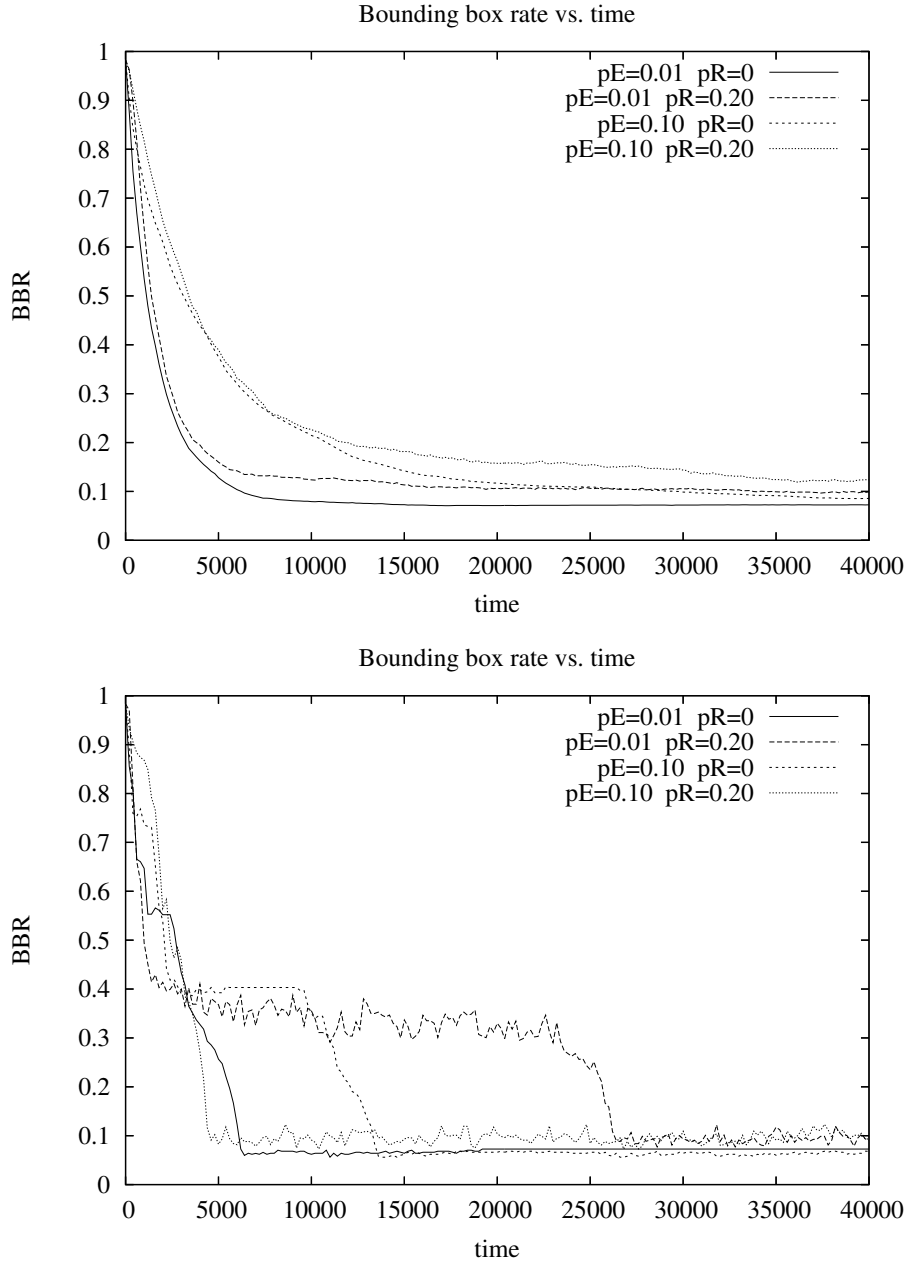 Bounding box rate vs. time
1
0.9
0.8
0.7
0.6
0.5
0.4
0.3
0.2
0.1
0
BBR
pE=0.01 pR=0
pE=0.01 pR=0.20
pE=0.10 pR=0
pE=0.10 pR=0.20
0 5000 10000 15000 20000 25000 30000 35000 40000
time
Bounding box rate vs. time
1
0.9
0.8
0.7
0.6
0.5
0.4
0.3
0.2
0.1
0
BBR
pE=0.01 pR=0
pE=0.01 pR=0.20
pE=0.10 pR=0
pE=0.10 pR=0.20
0 5000 10000 15000 20000 25000 30000 35000 40000
time